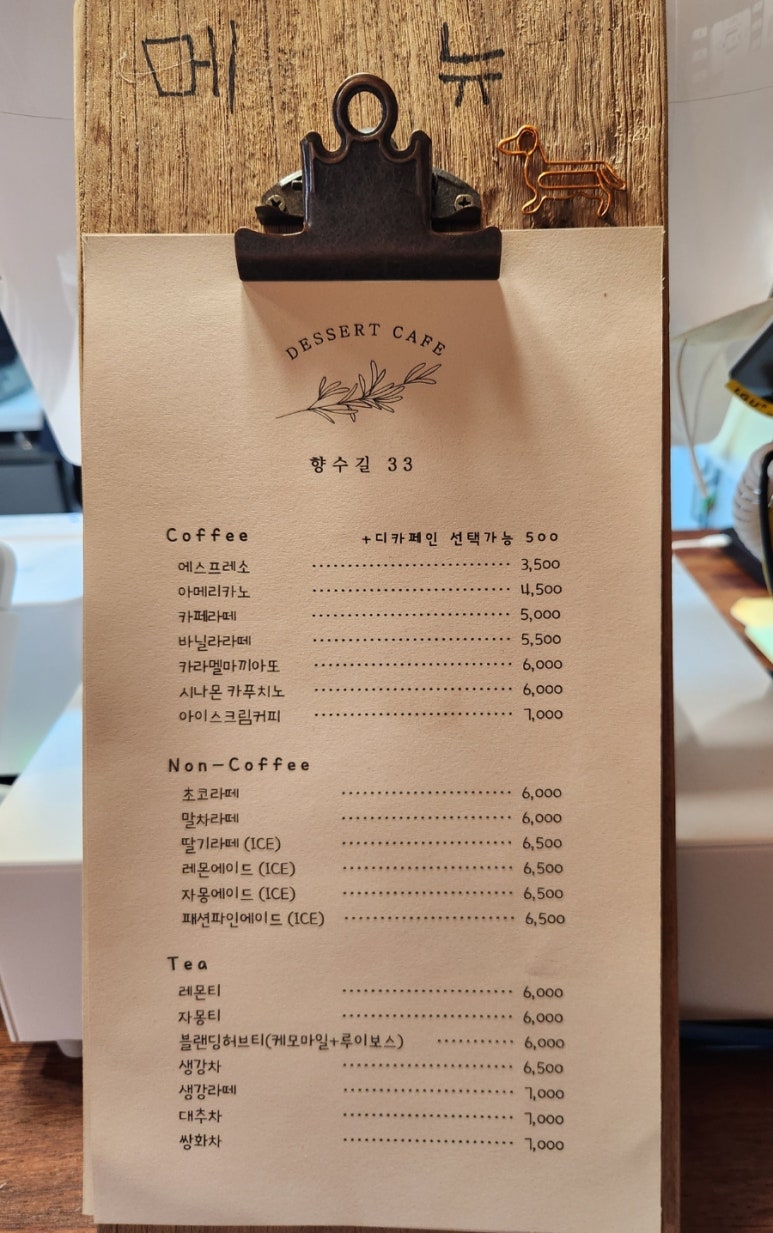 메뉴
DESSERT CAFE
향수길 33
Coffee +디카페인 선택가능 500
에스프레소 ···························· 3,500
아메리카노 ···························· 4,500
카페라떼 ···························· 5,000
바닐라라떼 ···························· 5,500
카라멜마끼아또 ···························· 6,000
시나몬 카푸치노 ···························· 6,000
아이스크림커피 ···························· 7,000
Non-Coffee
초코라떼 ························ 6,000
말차라떼 ························ 6,000
딸기라떼 (ICE) ························ 6,500
레몬에이드 (ICE) ························ 6,500
자몽에이드 (ICE) ························ 6,500
패션파인에이드 (ICE) ························ 6,500
Tea
레몬티 ························ 6,000
자몽티 ························ 6,000
블랜딩허브티(케모마일+루이보스) ··········· 6,000
생강차 ························ 6,500
생강라떼 ························ 7,000
대추차 ························ 7,000
쌍화차 ························ 7,000